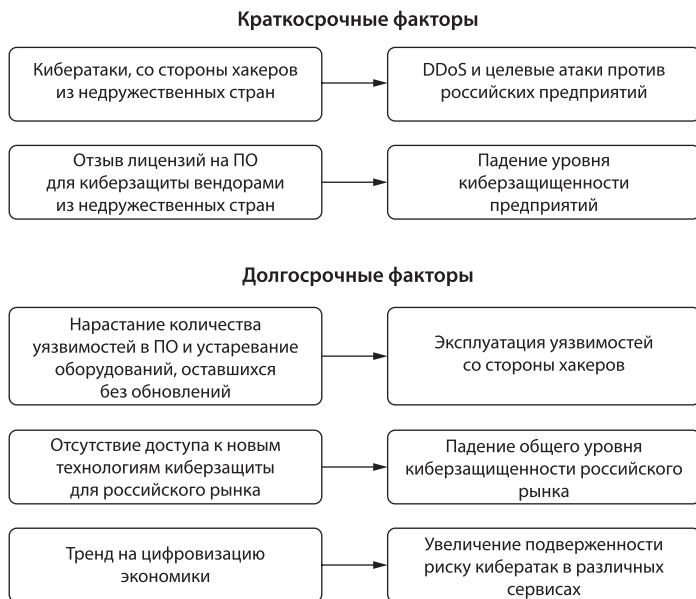 Краткосрочные факторы
Кибератаки, со стороны хакеров
из недружественных стран
DDoS и целевые атаки против
российских предприятий
Отзыв лицензий на ПО
для киберзащиты вендорами
из недружественных стран
Падение уровня
киберзащищенности
предприятий
Долгосрочные факторы
Нарастание количества
уязвимостей в ПО и устаревание
оборудований, оставшихся
без обновлений
Эксплуатация уязвимостей
со стороны хакеров
Отсутствие доступа к новым
технологиям киберзащиты
для российского рынка
Падение общего уровня
киберзащищенности российского
рынка
Тренд на цифровизацию
экономики
Увеличение подверженности
риску кибератак в различных
сервисах